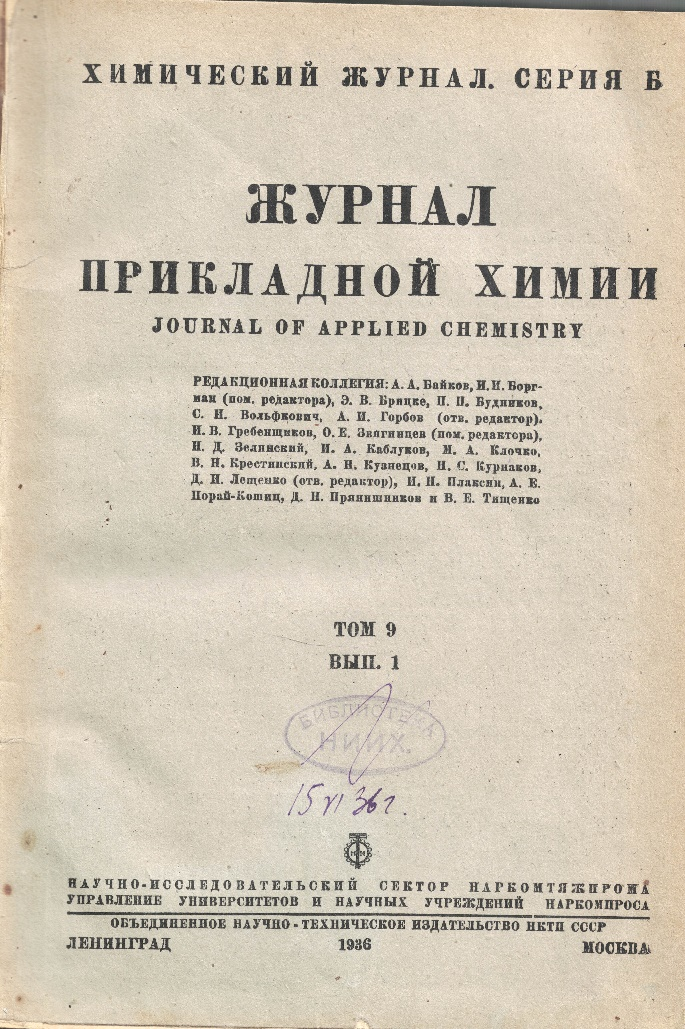 ХИМИЧЕСКИЙ ЖУРНАЛ. СЕРИЯ Б
ЖУРНАЛ
ПРИКЛАДНОЙ ХИМИИ
JOURNAL OF APPLIED CHEMISTRY
РЕДАКЦИОННАЯ КОЛЛЕГИЯ: А. А. Байков, И. И. Борг-
ман (пом. редактора), Э. В. Брицке, П. П. Будников,
С. И. Вольфкович, А. И. Горбов (отв. редактор),
И. В. Гребенщиков, О. Е. Звягинцев (пом. редактора),
Н. Д. Зелинский, И. А. Каблуков, М. А. Клочко,
В. Н. Крестинский, А. Н. Кузнецов, Н. С. Курнаков,
Д. И. Лещенко (отв. редактор), И. Н. Плаксин, А. Е.
Порай-Кошиц, Д. Н. Прянишников и В. Е. Тищенко
ТОМ 9
ВЫП. 1
БИБЛИОТЕКА
НИИХ.
15 VI 36 г.
НАУЧНО-ИССЛЕДОВАТЕЛЬСКИЙ СЕКТОР НАРКОМТЯЖПРОМА
УПРАВЛЕНИЕ УНИВЕРСИТЕТОВ И НАУЧНЫХ УЧРЕЖДЕНИЙ НАРКОМПРОСА
ОБЪЕДИНЕННОЕ НАУЧНО-ТЕХНИЧЕСКОЕ ИЗДАТЕЛЬСТВО НКТП СССР
ЛЕНИНГРАД 1936 МОСКВА